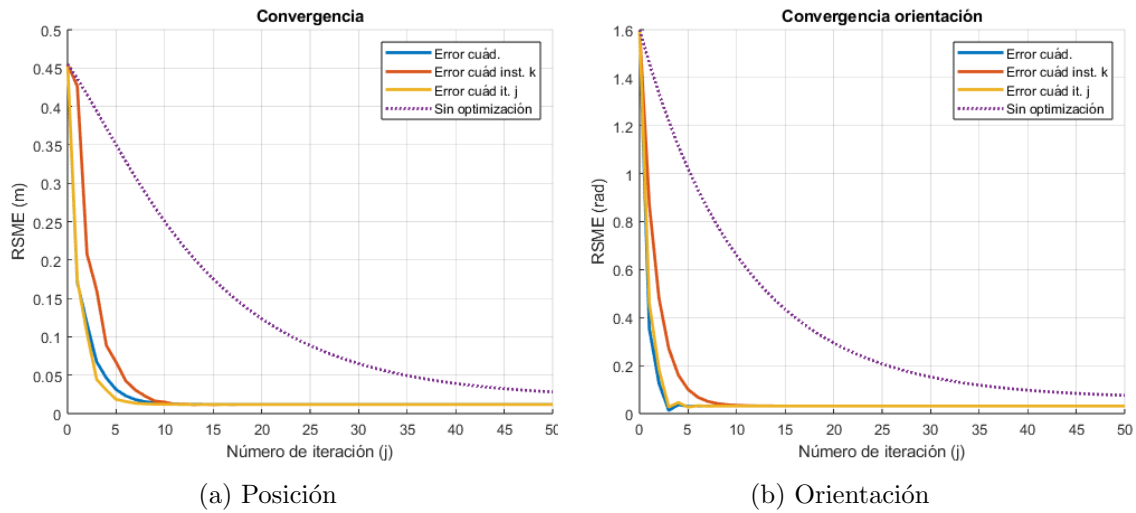 Convergencia
RSME (m)
0.5
0.45
0.4
0.35
0.3
0.25
0.2
0.15
0.1
0.05
0
0 5 10 15 20 25 30 35 40 45 50
Número de iteración (j)
Error cuád.
Error cuád inst. k
Error cuád it. j
Sin optimización
(a) Posición
Convergencia orientación
RSME (rad)
1.6
1.4
1.2
1
0.8
0.6
0.4
0.2
0
0 5 10 15 20 25 30 35 40 45 50
Número de iteración (j)
Error cuád.
Error cuád inst. k
Error cuád it. j
Sin optimización
(b) Orientación